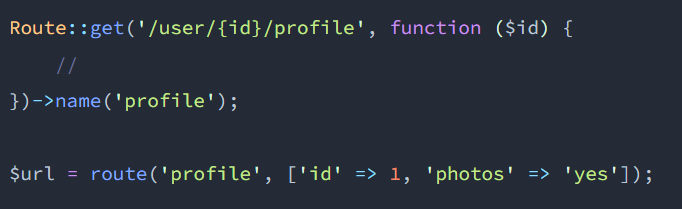 Route::get('/user/{id}/profile', function ($id) {
    //
})->name('profile');

$url = route('profile', ['id' => 1, 'photos' => 'yes']);